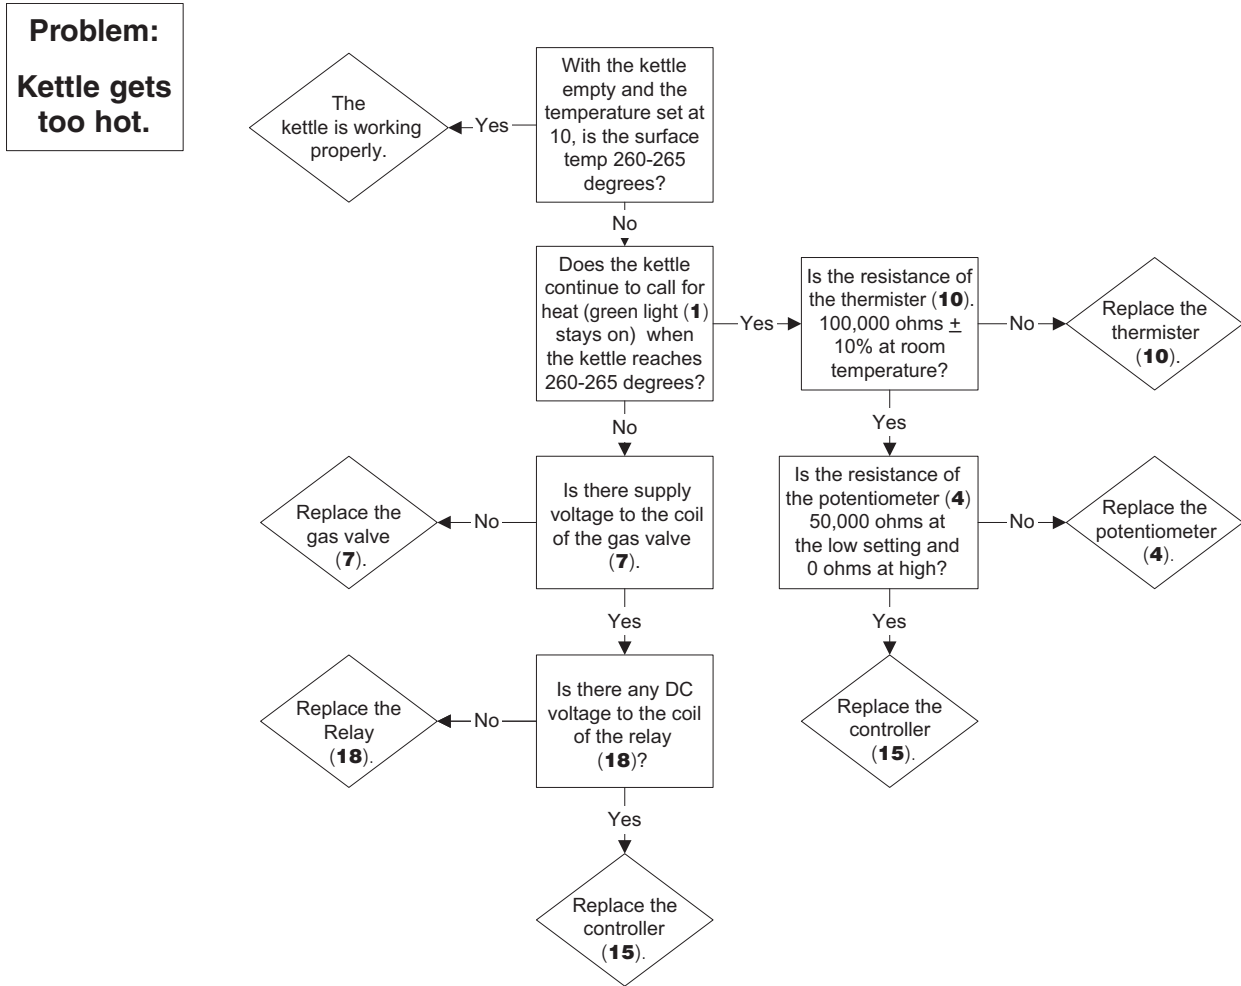 Problem:
Kettle gets
too hot.
The
kettle is working
properly.
Yes
With the kettle
empty and the
temperature set at
10, is the surface
temp 260-265
degrees?
No
Does the kettle
continue to call for
heat (green light (1)
stays on) when
the kettle reaches
260-265 degrees?
Yes
Is the resistance of
the thermister (10).
100,000 ohms ±
10% at room
temperature?
No
Replace the
thermister
(10).
No
Yes
Replace the
gas valve
(7).
No
Is there supply
voltage to the coil
of the gas valve
(7).
Is the resistance of
the potentiometer (4)
50,000 ohms at
the low setting and
0 ohms at high?
No
Replace the
potentiometer
(4).
Yes
Yes
Replace the
Relay
(18).
No
Is there any DC
voltage to the coil
of the relay
(18)?
Replace the
controller
(15).
Yes
Replace the
controller
(15).